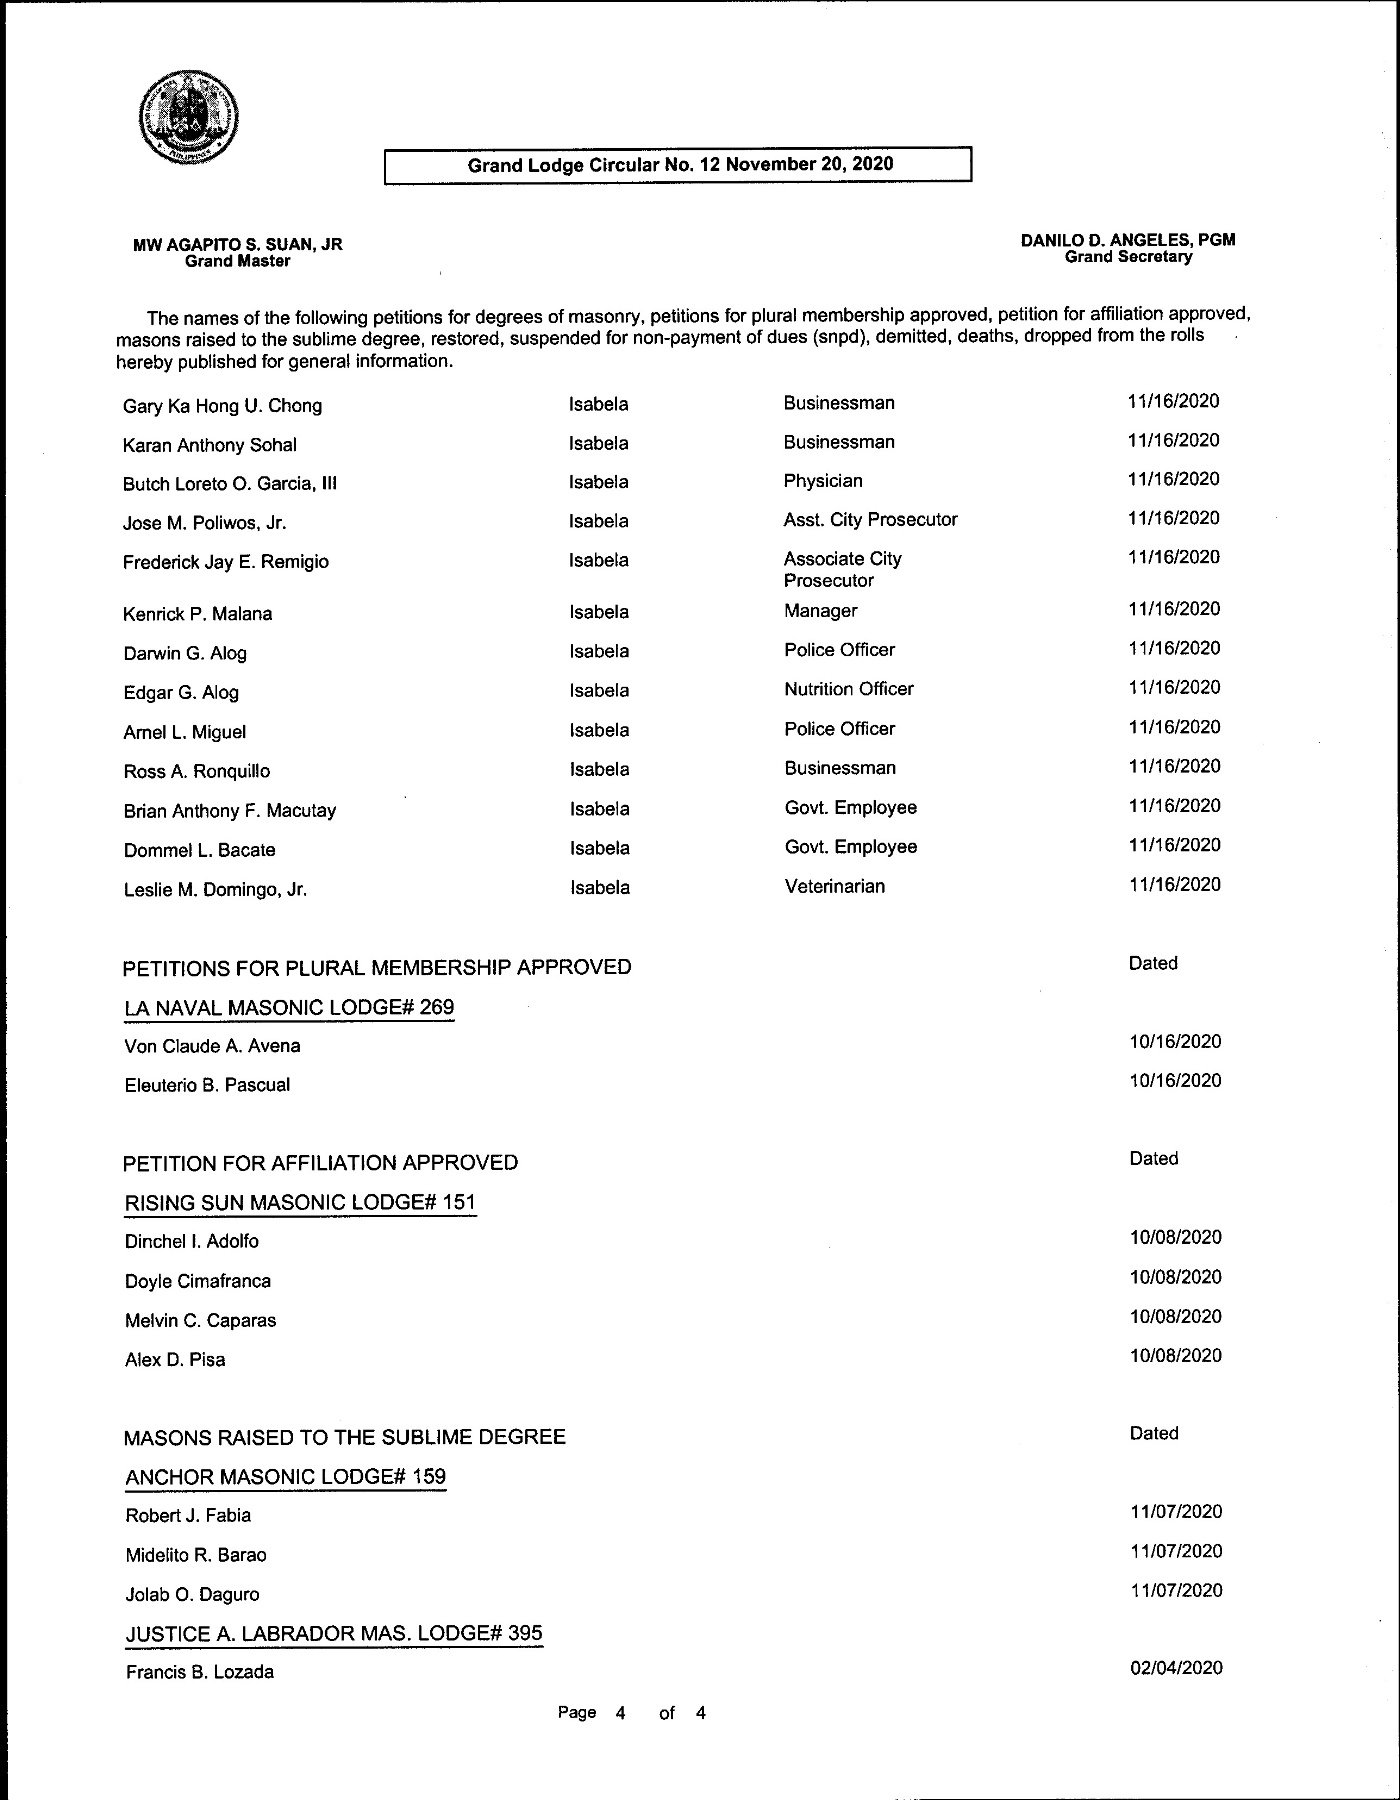 PHILIPPINES
Grand Lodge Circular No. 12 November 20, 2020
MW AGAPITO S. SUAN, JR
Grand Master
DANILO D. ANGELES, PGM
Grand Secretary
The names of the following petitions for degrees of masonry, petitions for plural membership approved, petition for affiliation approved,
masons raised to the sublime degree, restored, suspended for non-payment of dues (snpd), demitted, deaths, dropped from the rolls
hereby published for general information.
Gary Ka Hong U. Chong Isabela Businessman 11/16/2020
Karan Anthony Sohal Isabela Businessman 11/16/2020
Butch Loreto O. Garcia, III Isabela Physician 11/16/2020
Jose M. Poliwos, Jr. Isabela Asst. City Prosecutor 11/16/2020
Frederick Jay E. Remigio Isabela Associate City 11/16/2020
Prosecutor
Kenrick P. Malana Isabela Manager 11/16/2020
Darwin G. Alog Isabela Police Officer 11/16/2020
Edgar G. Alog Isabela Nutrition Officer 11/16/2020
Arnel L. Miguel Isabela Police Officer 11/16/2020
Ross A. Ronquillo Isabela Businessman 11/16/2020
Brian Anthony F. Macutay Isabela Govt. Employee 11/16/2020
Dommel L. Bacate Isabela Govt. Employee 11/16/2020
Leslie M. Domingo, Jr. Isabela Veterinarian 11/16/2020
PETITIONS FOR PLURAL MEMBERSHIP APPROVED Dated
LA NAVAL MASONIC LODGE# 269
Von Claude A. Avena 10/16/2020
Eleuterio B. Pascual 10/16/2020
PETITION FOR AFFILIATION APPROVED Dated
RISING SUN MASONIC LODGE# 151
Dinchel I. Adolfo 10/08/2020
Doyle Cimafranca 10/08/2020
Melvin C. Caparas 10/08/2020
Alex D. Pisa 10/08/2020
MASONS RAISED TO THE SUBLIME DEGREE Dated
ANCHOR MASONIC LODGE# 159
Robert J. Fabia 11/07/2020
Midelito R. Barao 11/07/2020
Jolab O. Daguro 11/07/2020
JUSTICE A. LABRADOR MAS. LODGE# 395
Francis B. Lozada 02/04/2020
Page 4 of 4